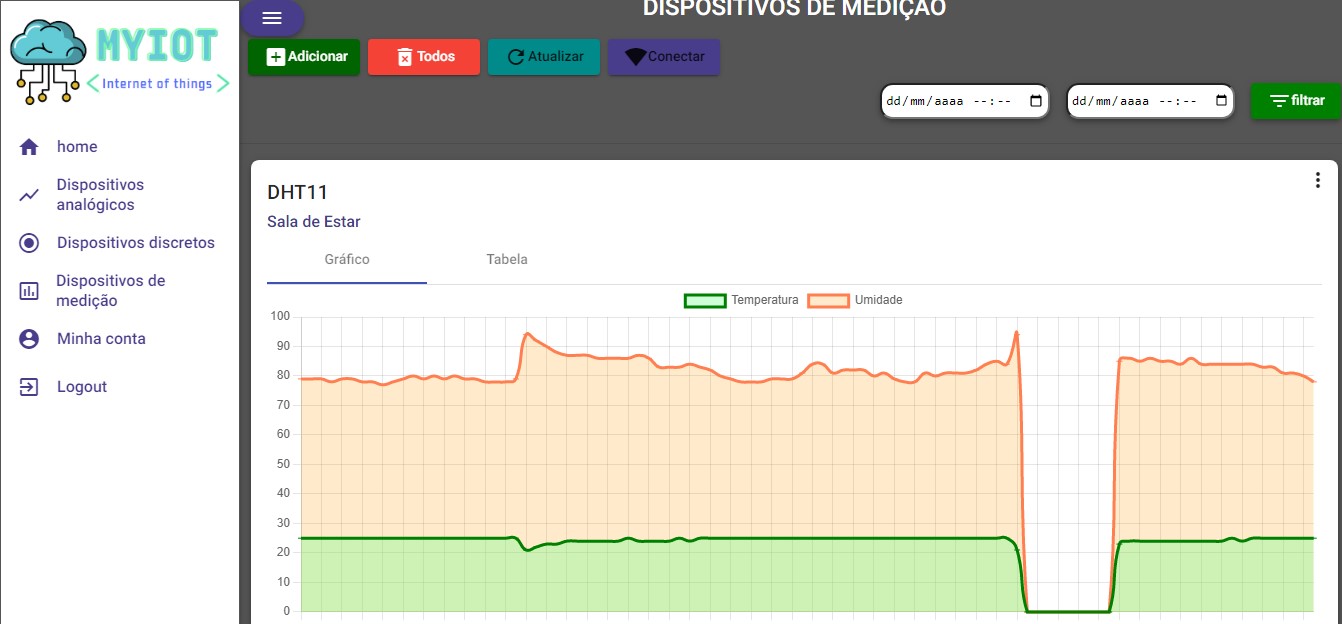 DISPOSITIVOS DE MEDIÇÃO
MYIOT
Internet of things
home
Dispositivos
analógicos
Dispositivos discretos
Dispositivos de
medição
Minha conta
Logout
Adicionar
Todos
Atualizar
Conectar
dd/mm/aaaa --:--
dd/mm/aaaa --:--
filtrar
DHT11
Sala de Estar
Gráfico
Tabela
Temperatura
Umidade
100
90
80
70
60
50
40
30
20
10
0